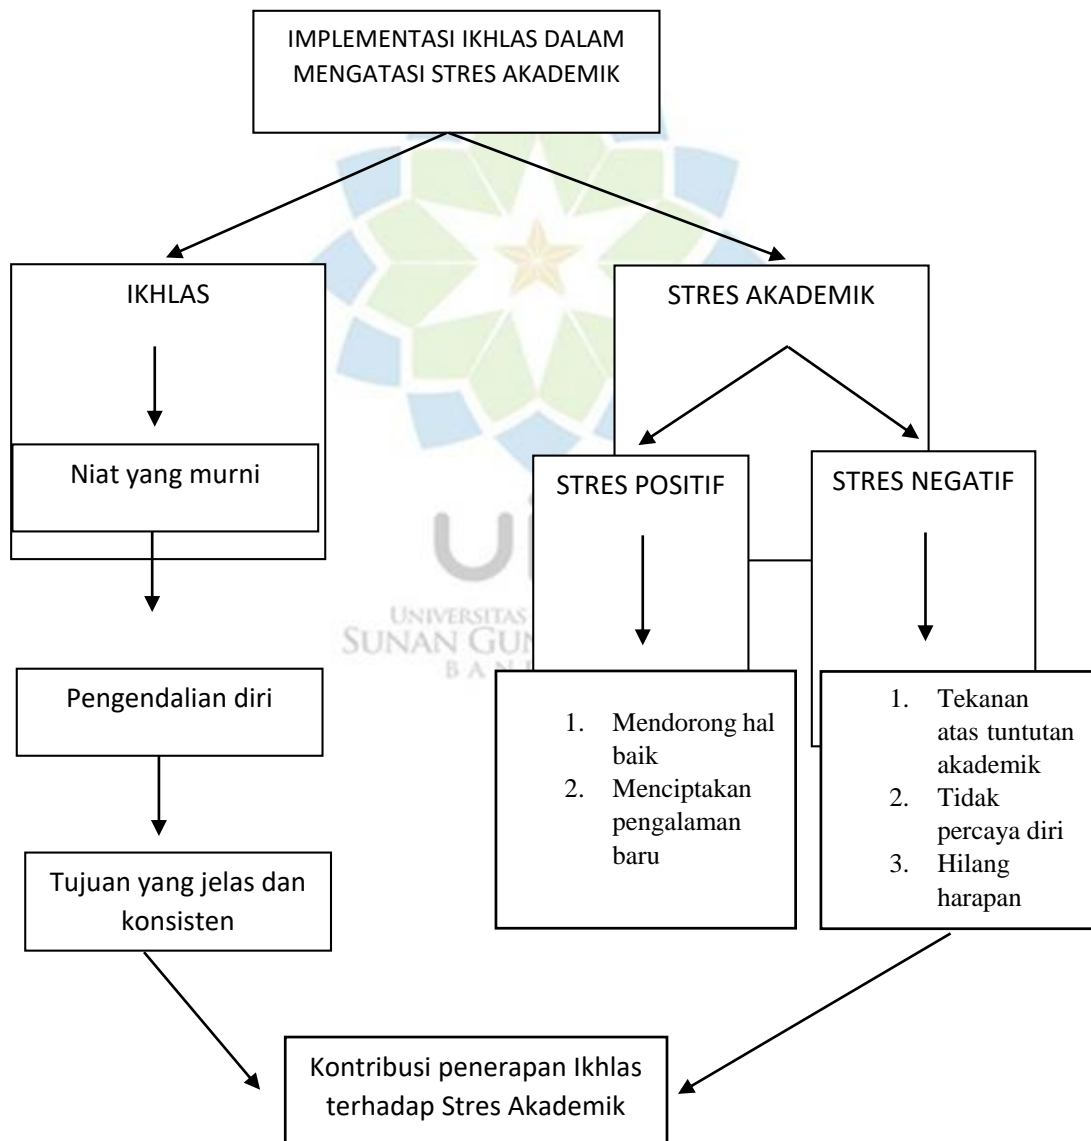 IMPLEMENTASI IKHLAS DALAM
MENGATASI STRES AKADEMIK
IKHLAS
STRES AKADEMIK
Niat yang murni
STRES POSITIF
STRES NEGATIF
UNIVERSITAS
SUNAN
Pengendalian diri
1. Mendorong hal
baik
2. Menciptakan
pengalaman
baru
1. Tekanan
atas tuntutan
akademik
2. Tidak
percaya diri
3. Hilang
harapan
Tujuan yang jelas dan
konsisten
Kontribusi penerapan Ikhlas
terhadap Stres Akademik